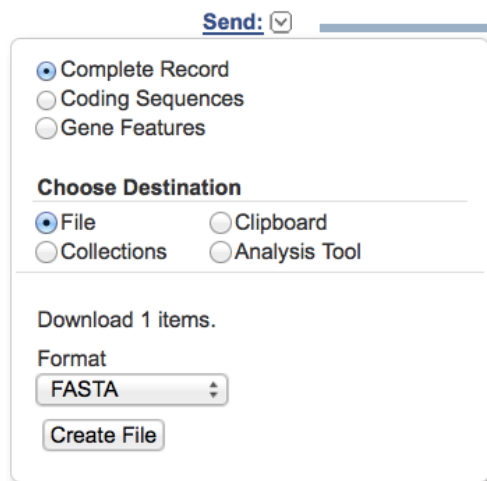 Send:
Complete Record
Coding Sequences
Gene Features
Choose Destination
File Clipboard
Collections Analysis Tool
Download 1 items.
Format
FASTA
Create File